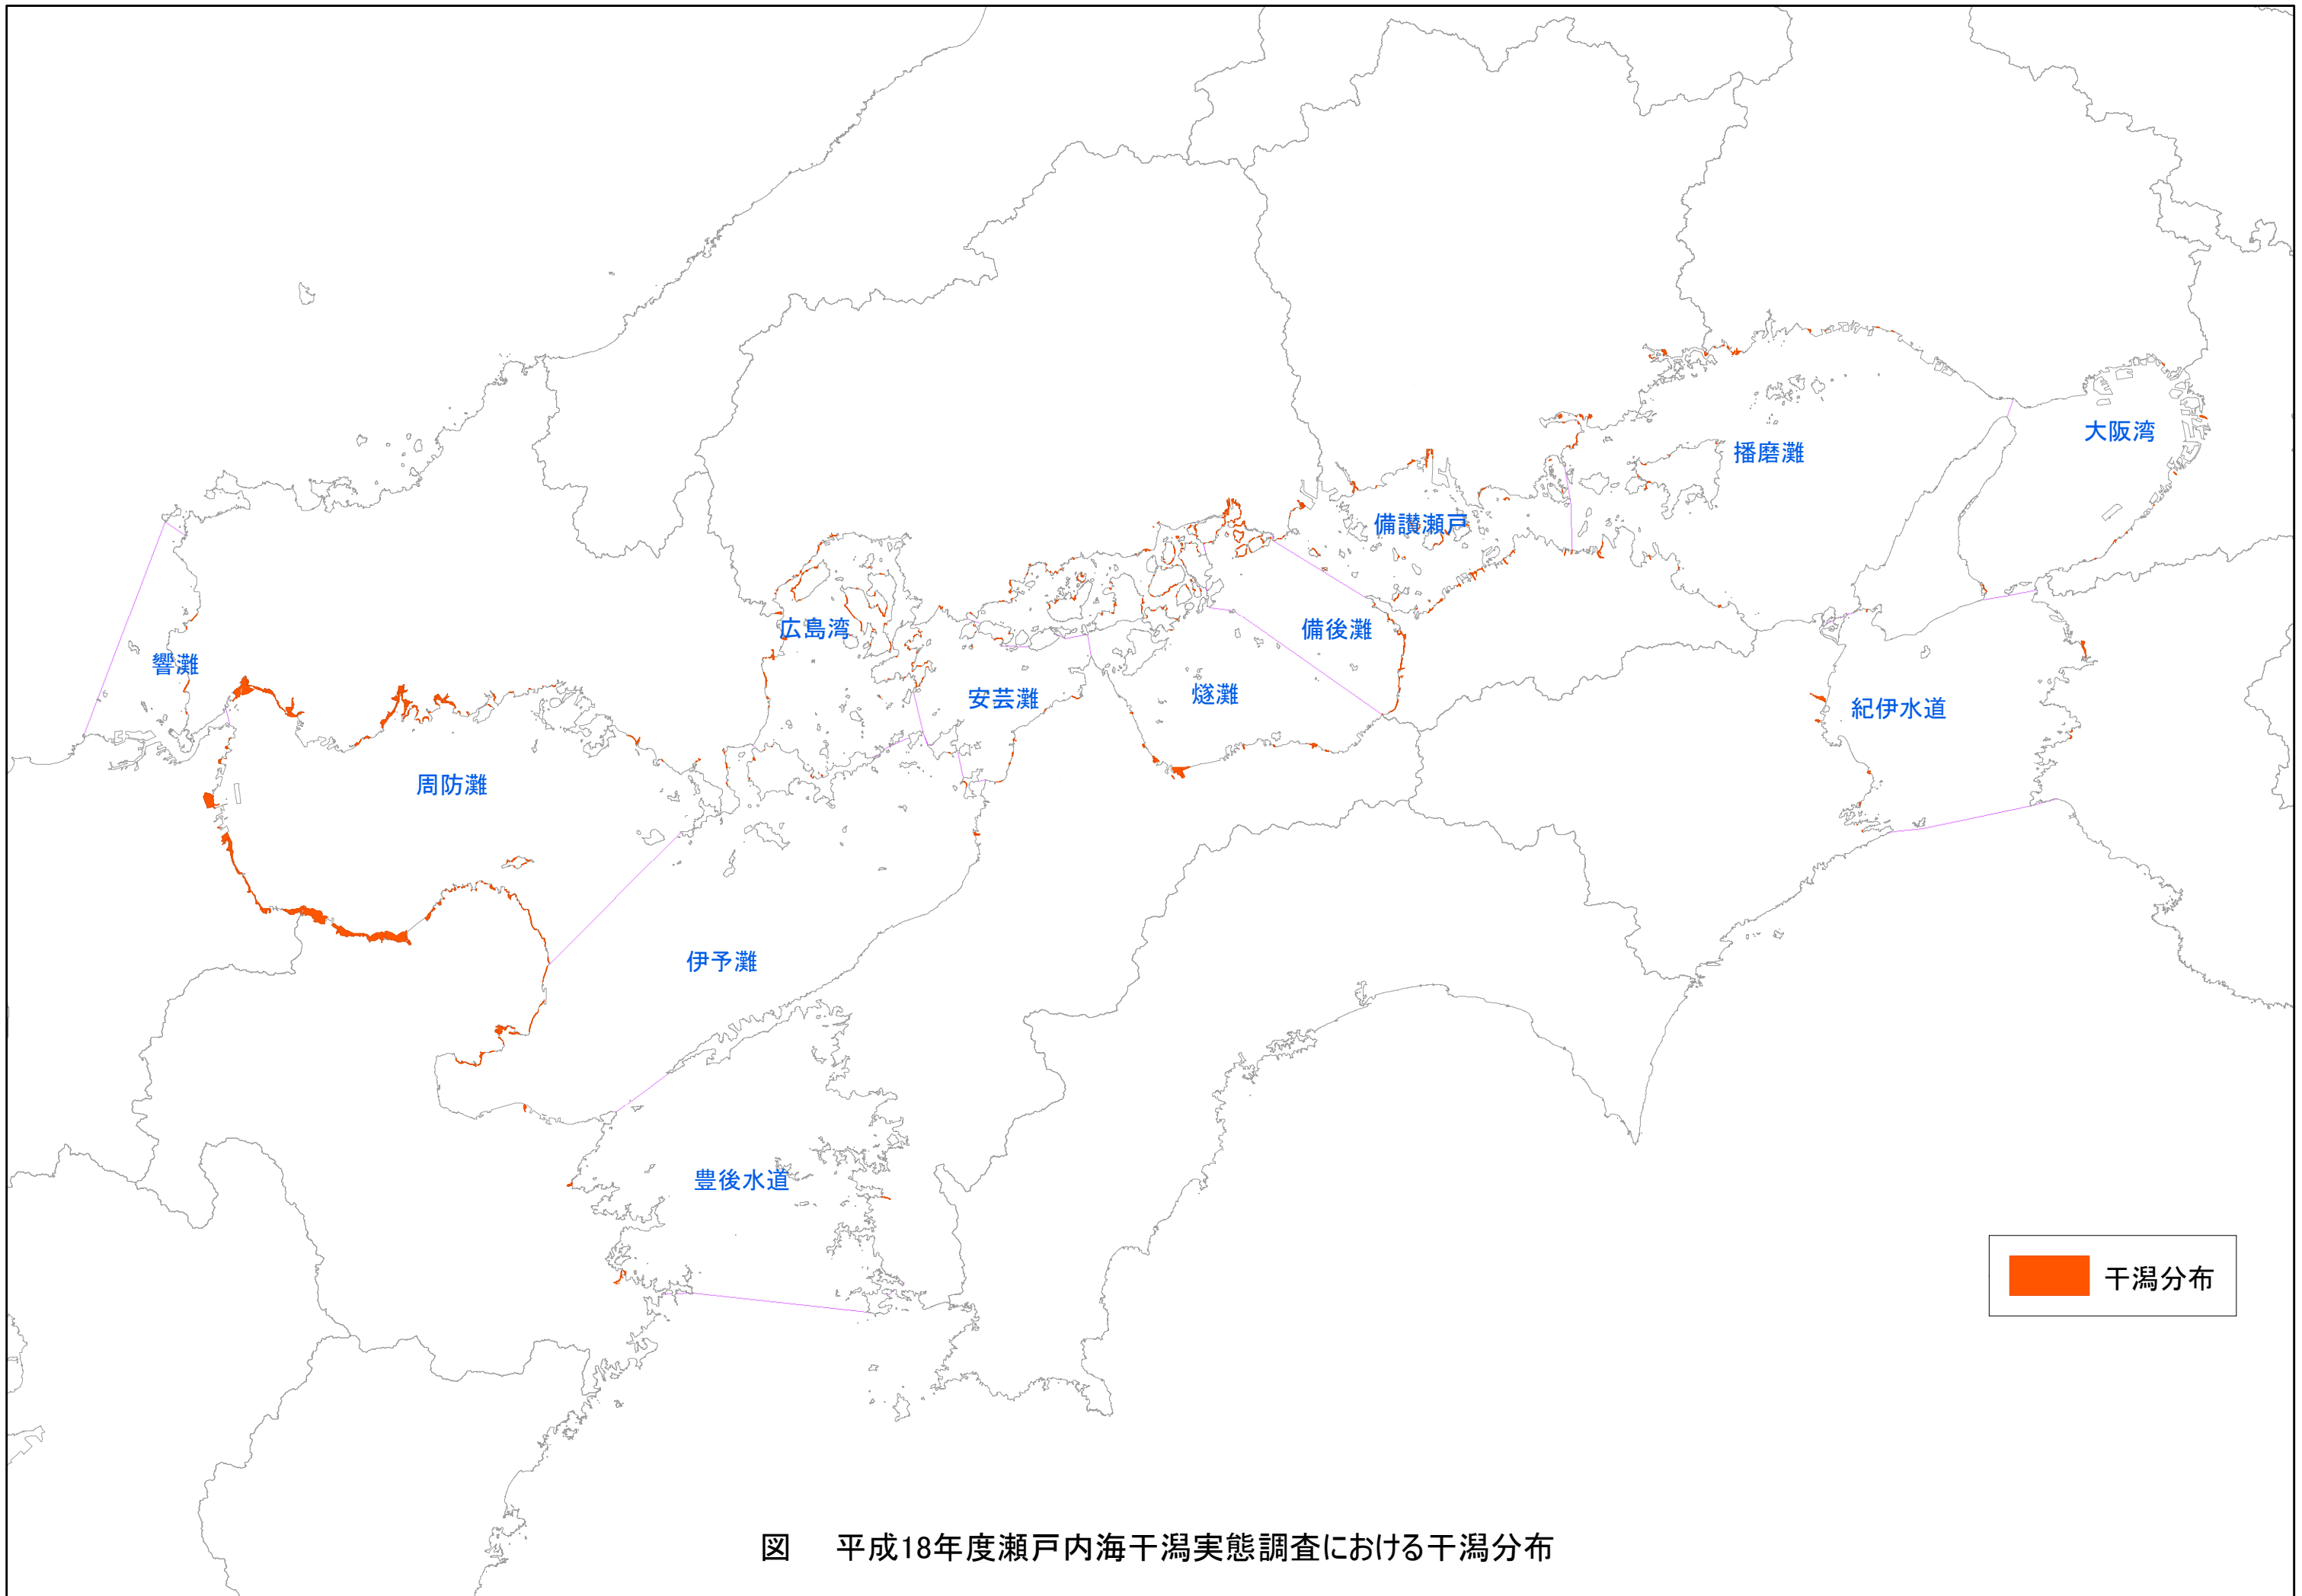 大阪湾
播磨灘
備讃瀬戸
広島湾
備後灘
響灘
安芸灘
燧灘
紀伊水道
周防灘
伊予灘
豊後水道
干潟分布
図 平成18年度瀬戸内海干潟実態調査における干潟分布